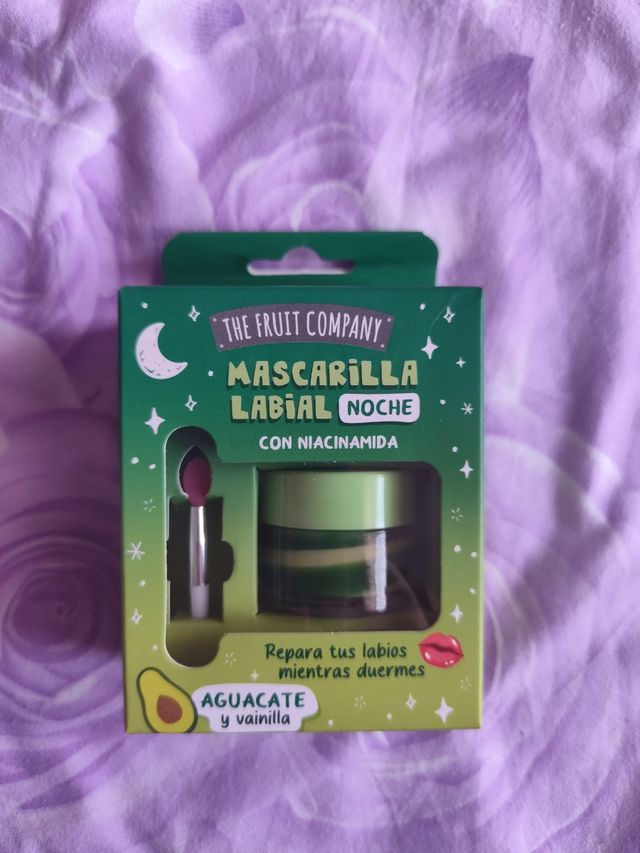 THE FRUIT COMPANY
MASCARILLA
LABIAL NOCHE
CON NIACINAMIDA
Repara tus labios
mientras duermes
AGUACATE
y vainilla